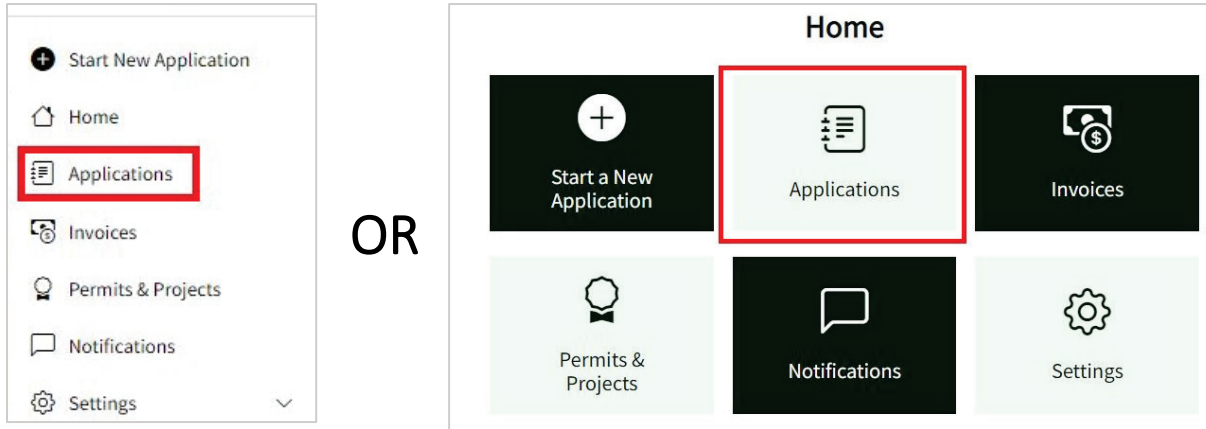 Start New Application
Home
Applications
Invoices
Permits & Projects
Notifications
Settings
OR
Home
Start a New
Application
Applications
Invoices
Permits &
Projects
Notifications
Settings